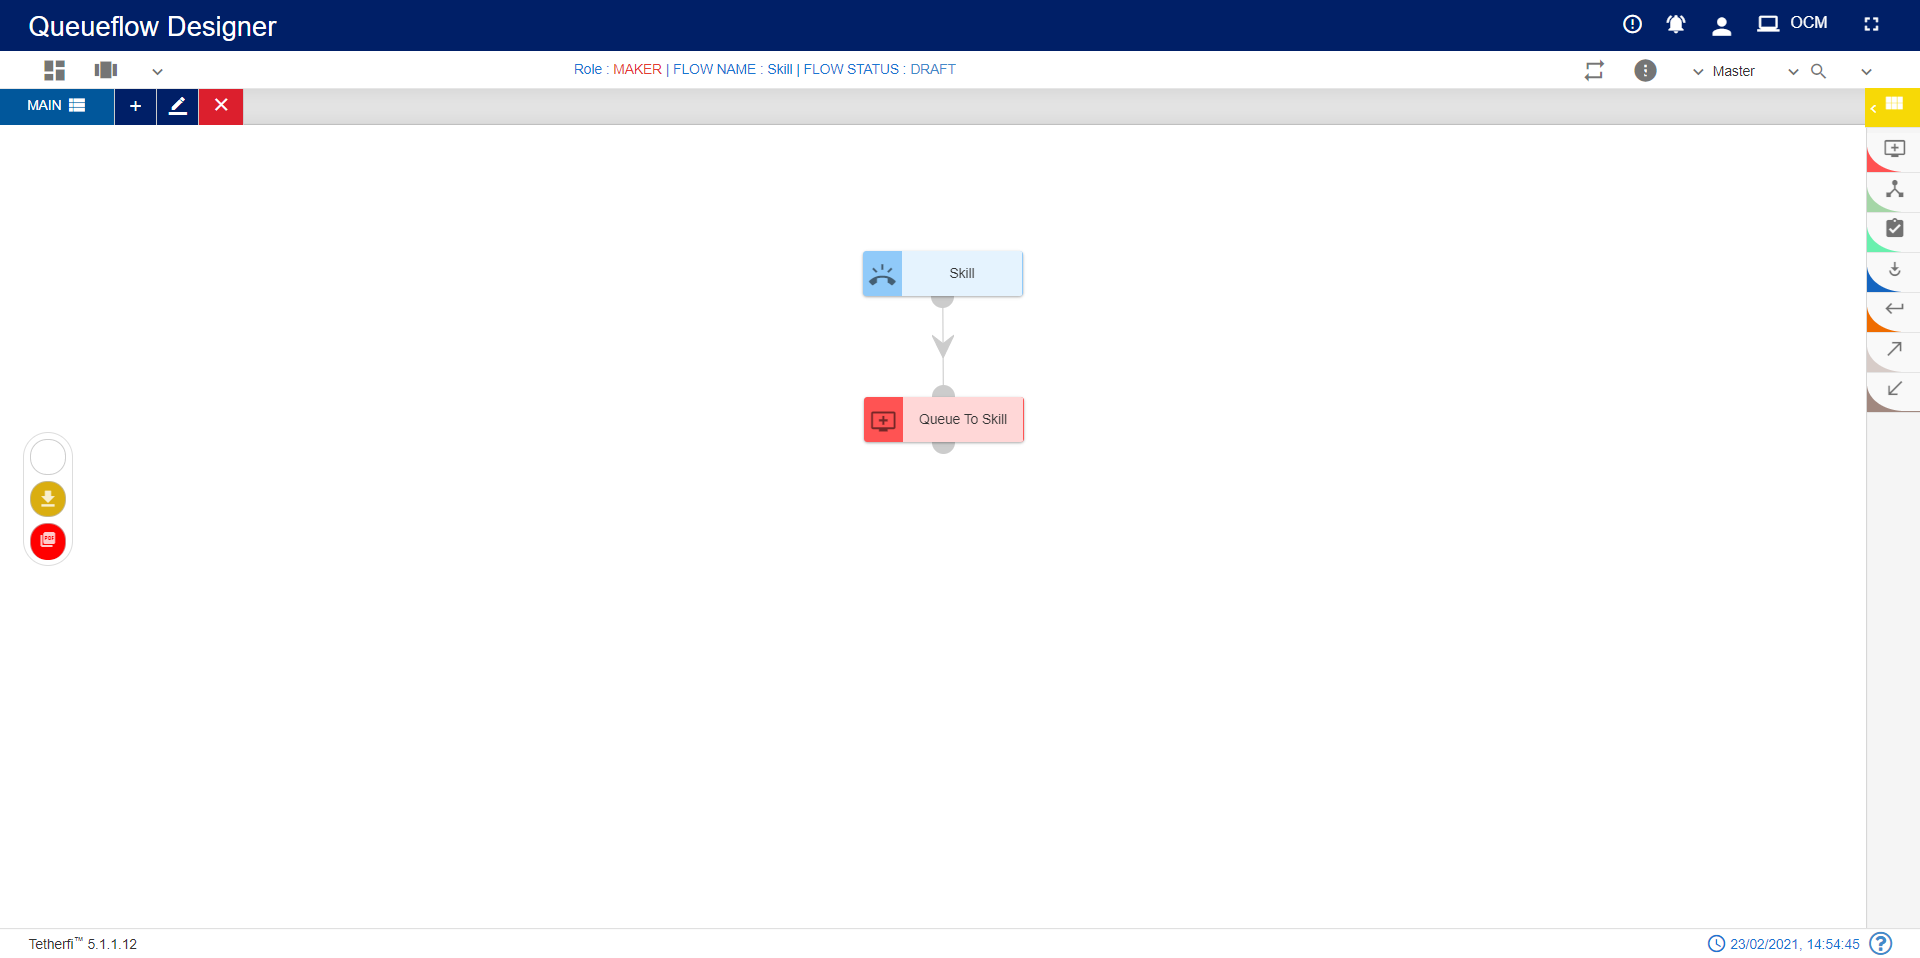 Queueflow Designer
OCM
Role : MAKER | FLOW NAME : Skill | FLOW STATUS : DRAFT
Master
MAIN
Skill
Queue To Skill
PDF
Tetherfi™ 5.1.1.12
23/02/2021, 14:54:45